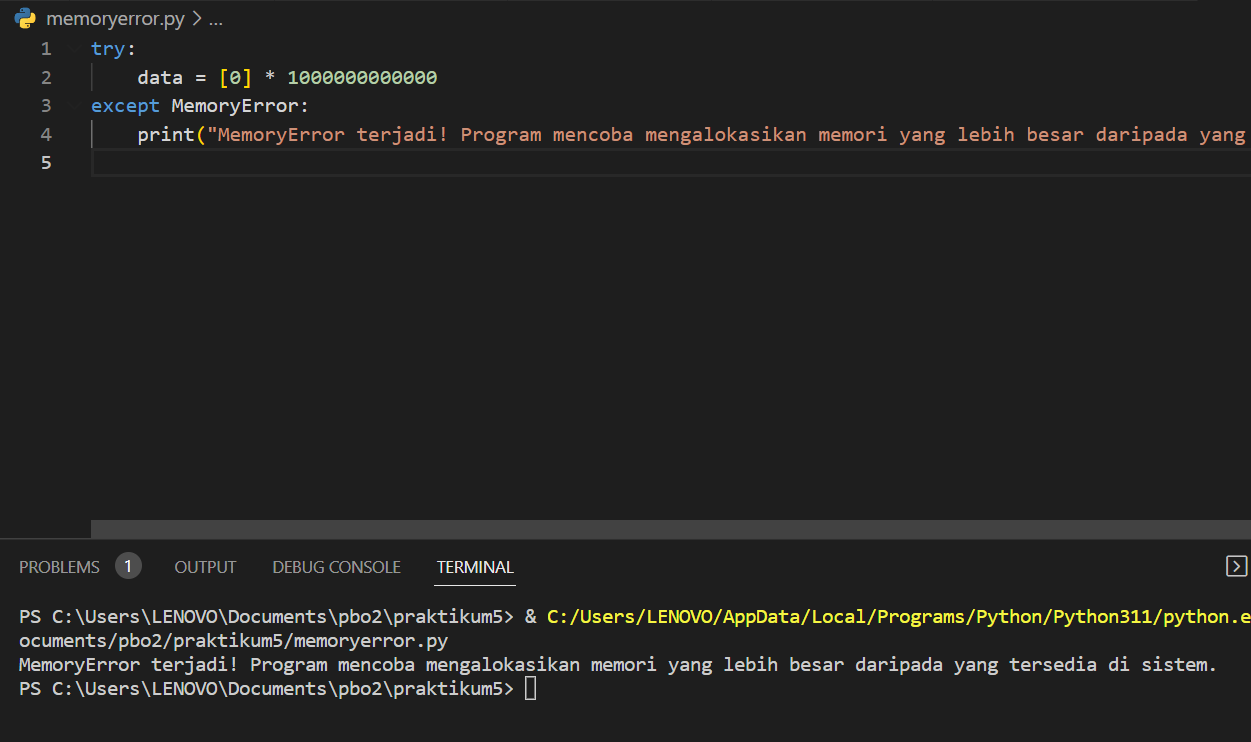 memoryerror.py > ...
1 try:
2 data = [0] * 1000000000000
3 except MemoryError:
4 print("MemoryError terjadi! Program mencoba mengalokasikan memori yang lebih besar daripada yang
5
PROBLEMS 1 OUTPUT DEBUG CONSOLE TERMINAL
PS C:\Users\LENOVO\Documents\pbo2\praktikum5> & C:/Users/LENOVO/AppData/Local/Programs/Python/Python311/python.e
ocuments/pbo2/praktikum5/memoryerror.py
MemoryError terjadi! Program mencoba mengalokasikan memori yang lebih besar daripada yang tersedia di sistem.
PS C:\Users\LENOVO\Documents\pbo2\praktikum5>